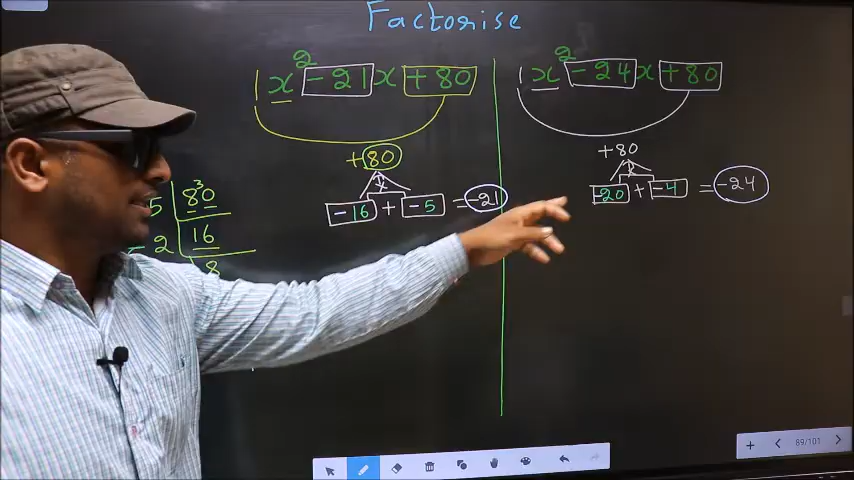 Factorise
1x² -21x +80
+80
x
-16 + -5 = -21
5 | 80
- 2 | 16
8
1x² -24x +80
+80
x
-20 + -4 = -24
89/101